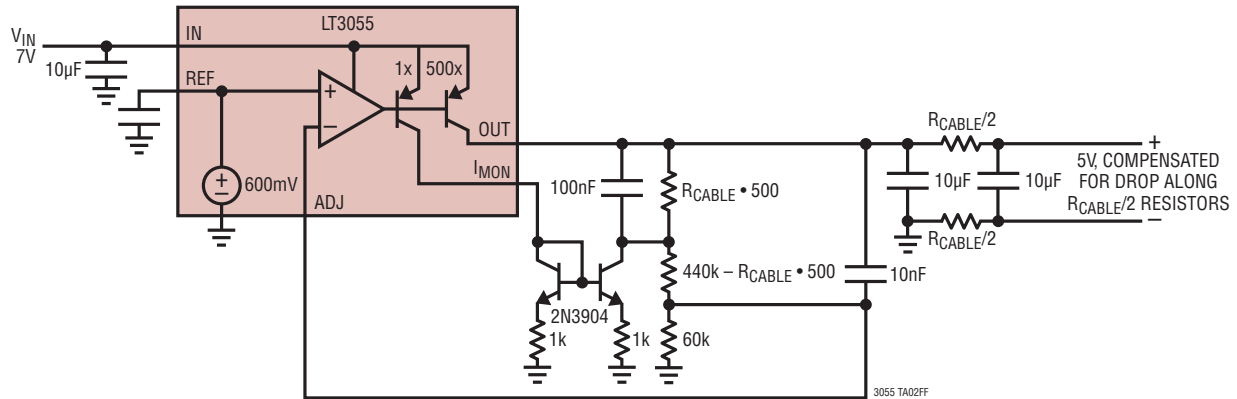 LT3055
V_IN
7V
IN
10µF
REF
1x 500x
+
–
OUT
I_MON
+
–
600mV
ADJ
100nF
R_CABLE • 500
440k – R_CABLE • 500
10nF
2N3904
1k
1k
60k
R_CABLE/2
10µF
10µF
R_CABLE/2
+
5V, COMPENSATED
FOR DROP ALONG
R_CABLE/2 RESISTORS
–
3055 TA02FF